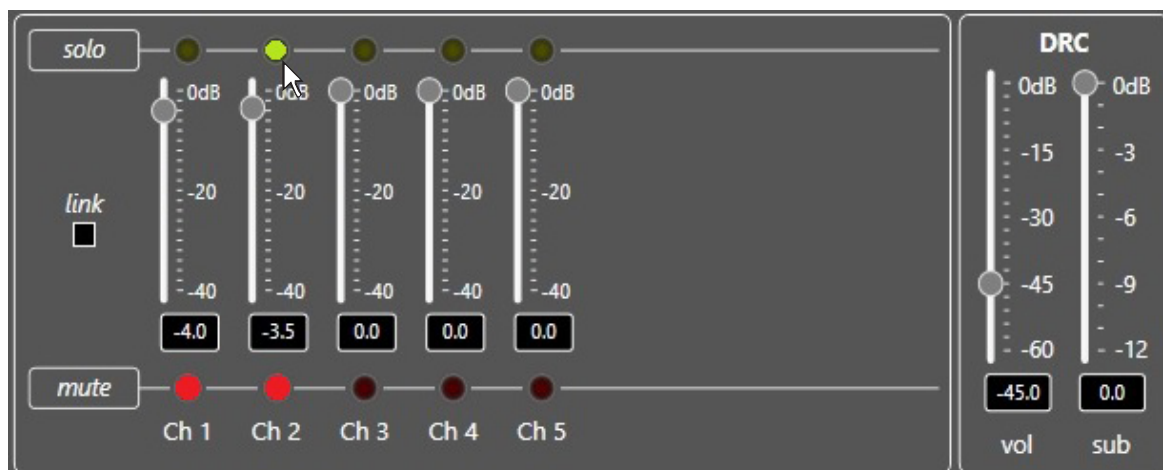 solo
DRC
0dB 0dB 0dB 0dB 0dB
0dB 0dB
-15 -3
-20 -20 -20 -20 -20
link
-30 -6
-40 -40 -40 -40 -40
-45 -9
-4.0 -3.5 0.0 0.0 0.0
-60 -12
mute
-45.0 0.0
Ch 1 Ch 2 Ch 3 Ch 4 Ch 5
vol sub